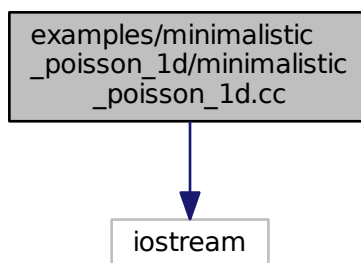 examples/minimalistic
_poisson_1d/minimalistic
_poisson_1d.cc
iostream